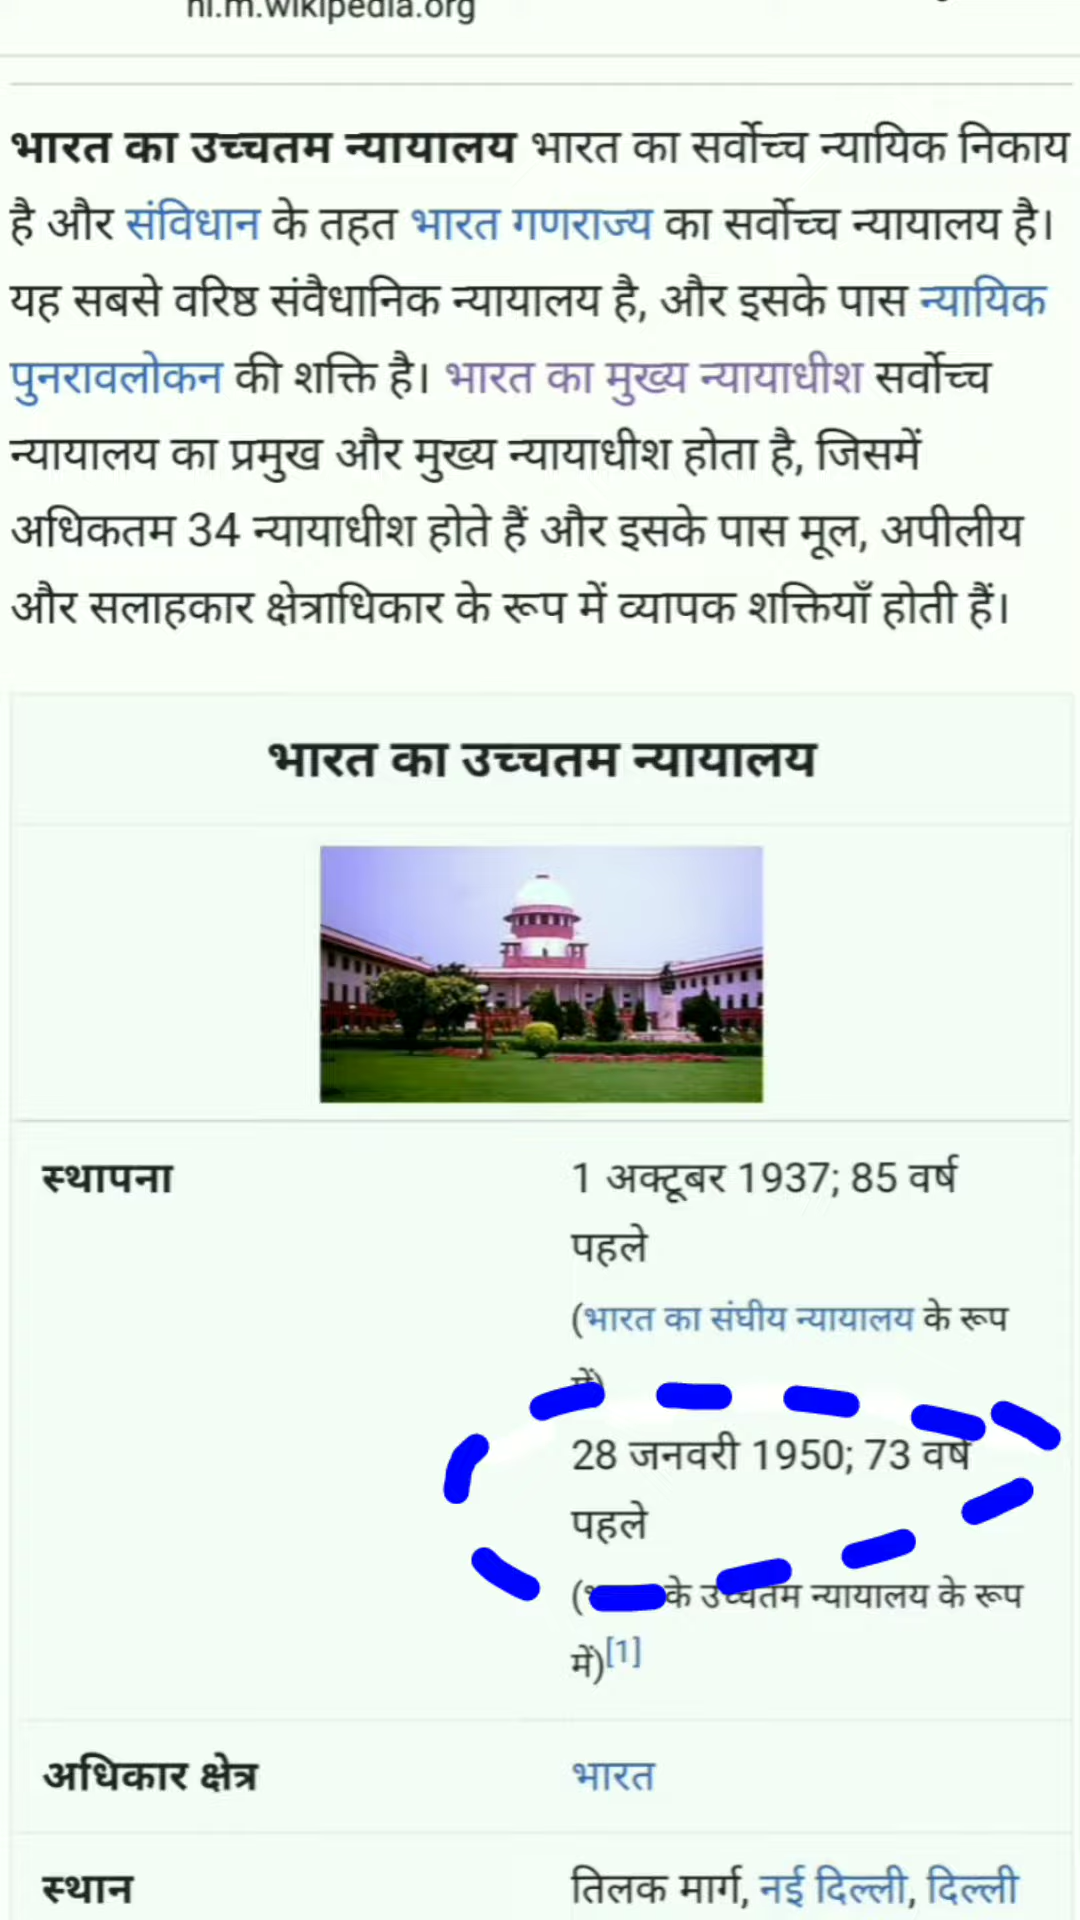 hi.m.wikipedia.org
भारत का उच्चतम न्यायालय भारत का सर्वोच्च न्यायिक निकाय
है और संविधान के तहत भारत गणराज्य का सर्वोच्च न्यायालय है।
यह सबसे वरिष्ठ संवैधानिक न्यायालय है, और इसके पास न्यायिक
पुनरावलोकन की शक्ति है। भारत का मुख्य न्यायाधीश सर्वोच्च
न्यायालय का प्रमुख और मुख्य न्यायाधीश होता है, जिसमें
अधिकतम 34 न्यायाधीश होते हैं और इसके पास मूल, अपीलीय
और सलाहकार क्षेत्राधिकार के रूप में व्यापक शक्तियाँ होती हैं।
भारत का उच्चतम न्यायालय
स्थापना
1 अक्टूबर 1937; 85 वर्ष
पहले
(भारत का संघीय न्यायालय के रूप
में)
28 जनवरी 1950; 73 वर्ष
पहले
( के उच्चतम न्यायालय के रूप
में)[1]
अधिकार क्षेत्र
भारत
स्थान
तिलक मार्ग, नई दिल्ली, दिल्ली